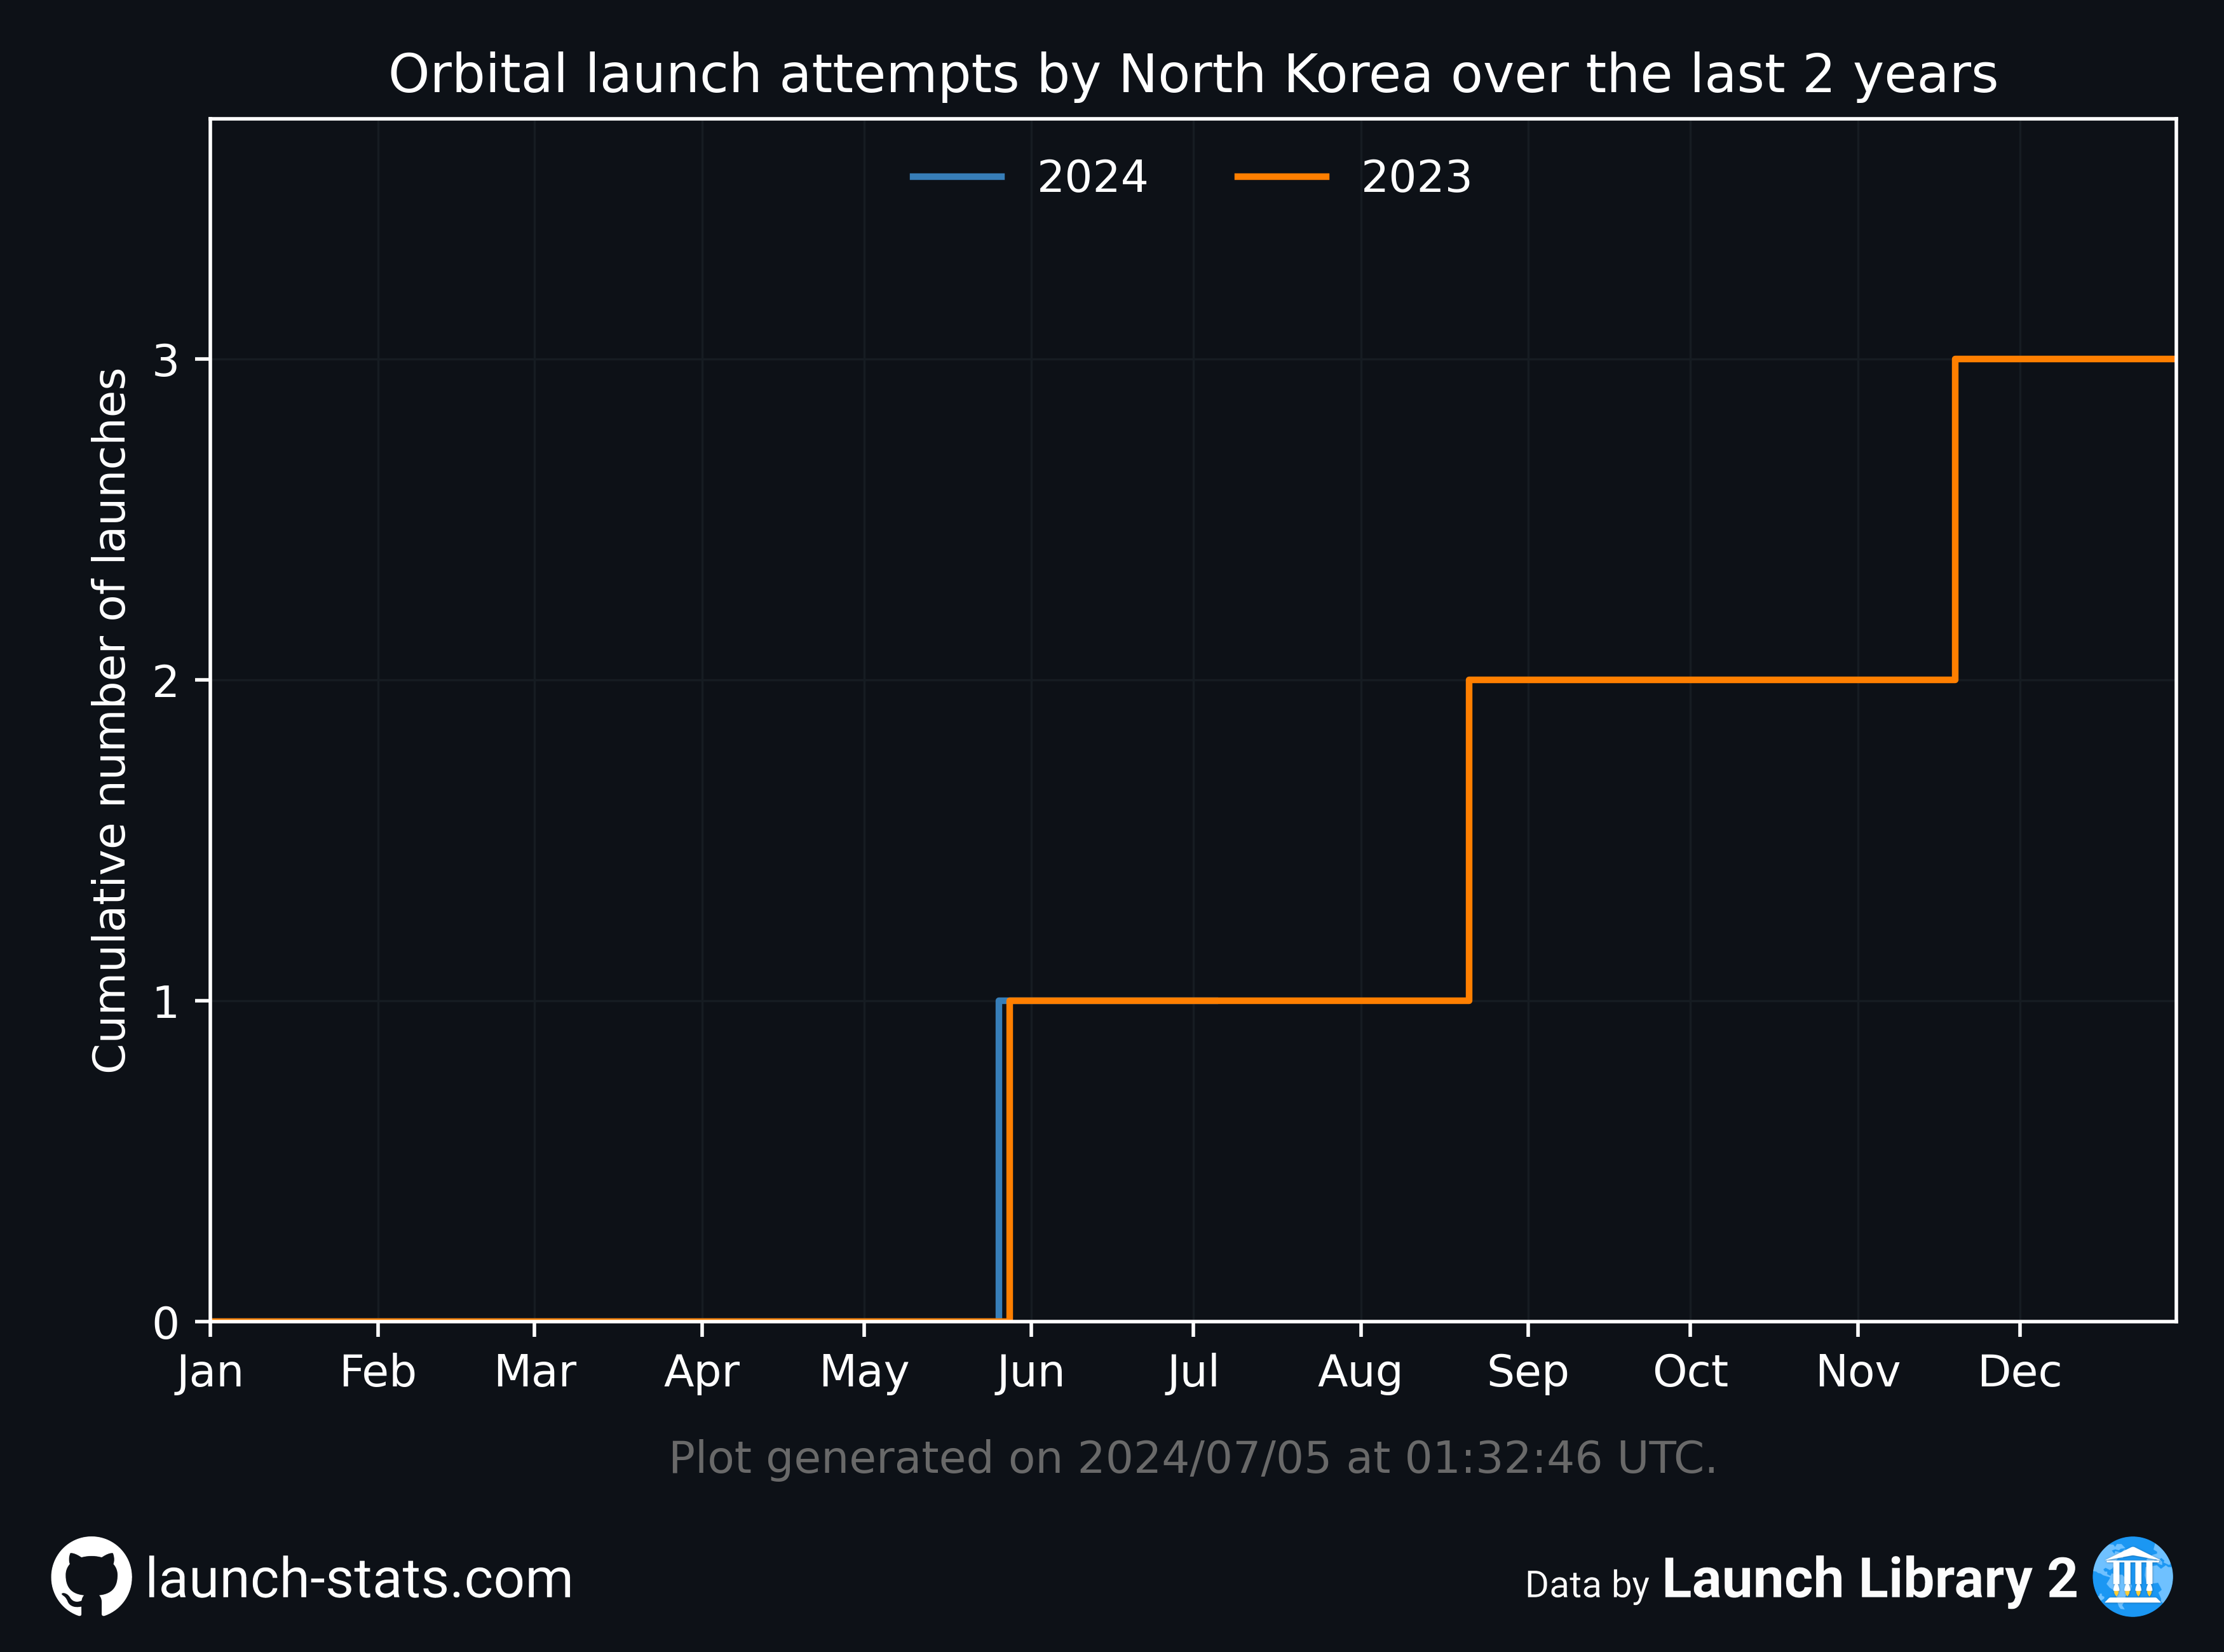 Orbital launch attempts by North Korea over the last 2 years
2024 2023
Cumulative number of launches
3
2
1
0
Jan Feb Mar Apr May Jun Jul Aug Sep Oct Nov Dec
Plot generated on 2024/07/05 at 01:32:46 UTC.
launch-stats.com
Data by Launch Library 2